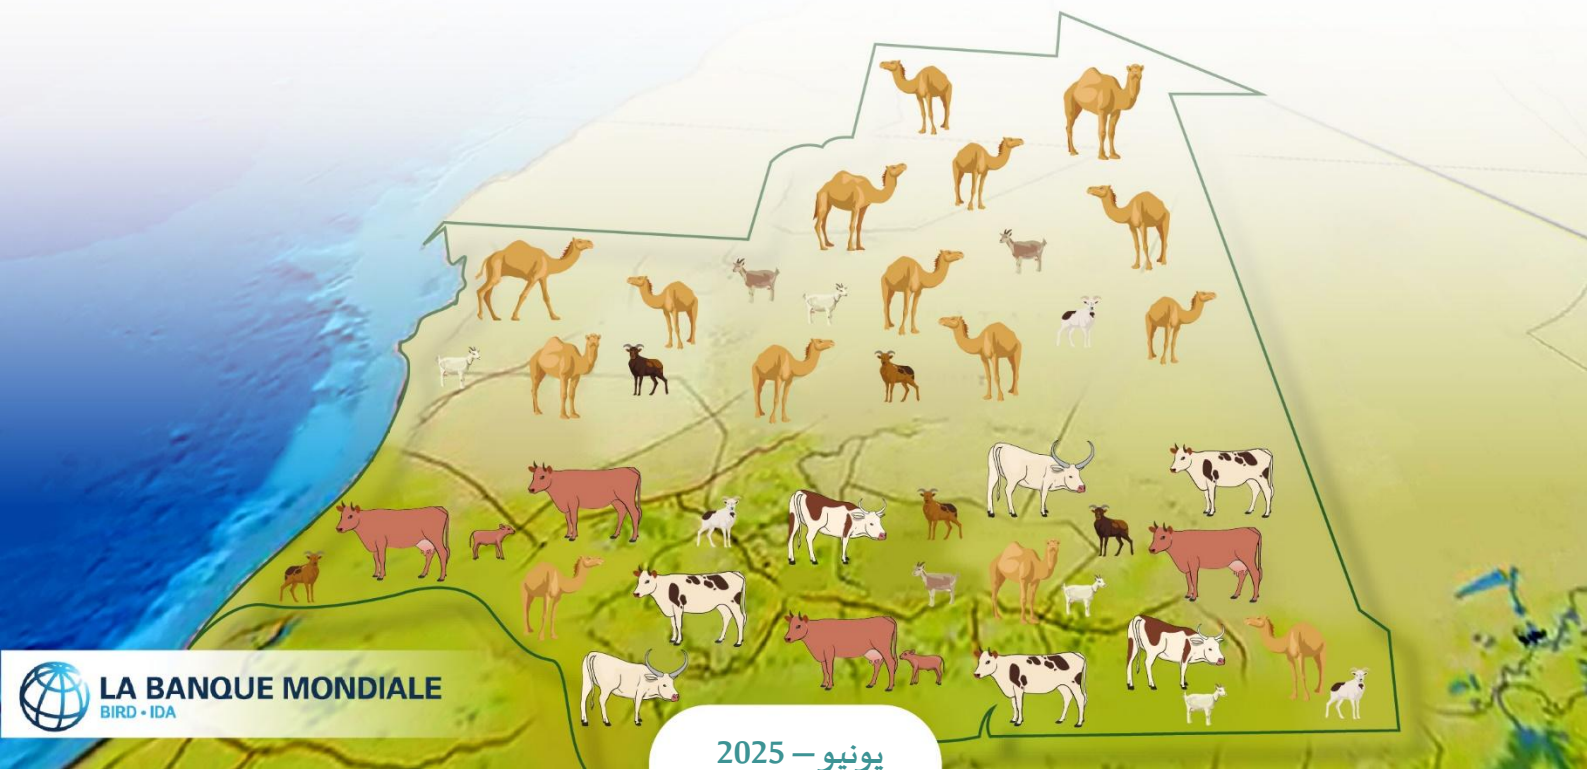 LA BANQUE MONDIALE
BIRD • IDA
يونيو – 2025